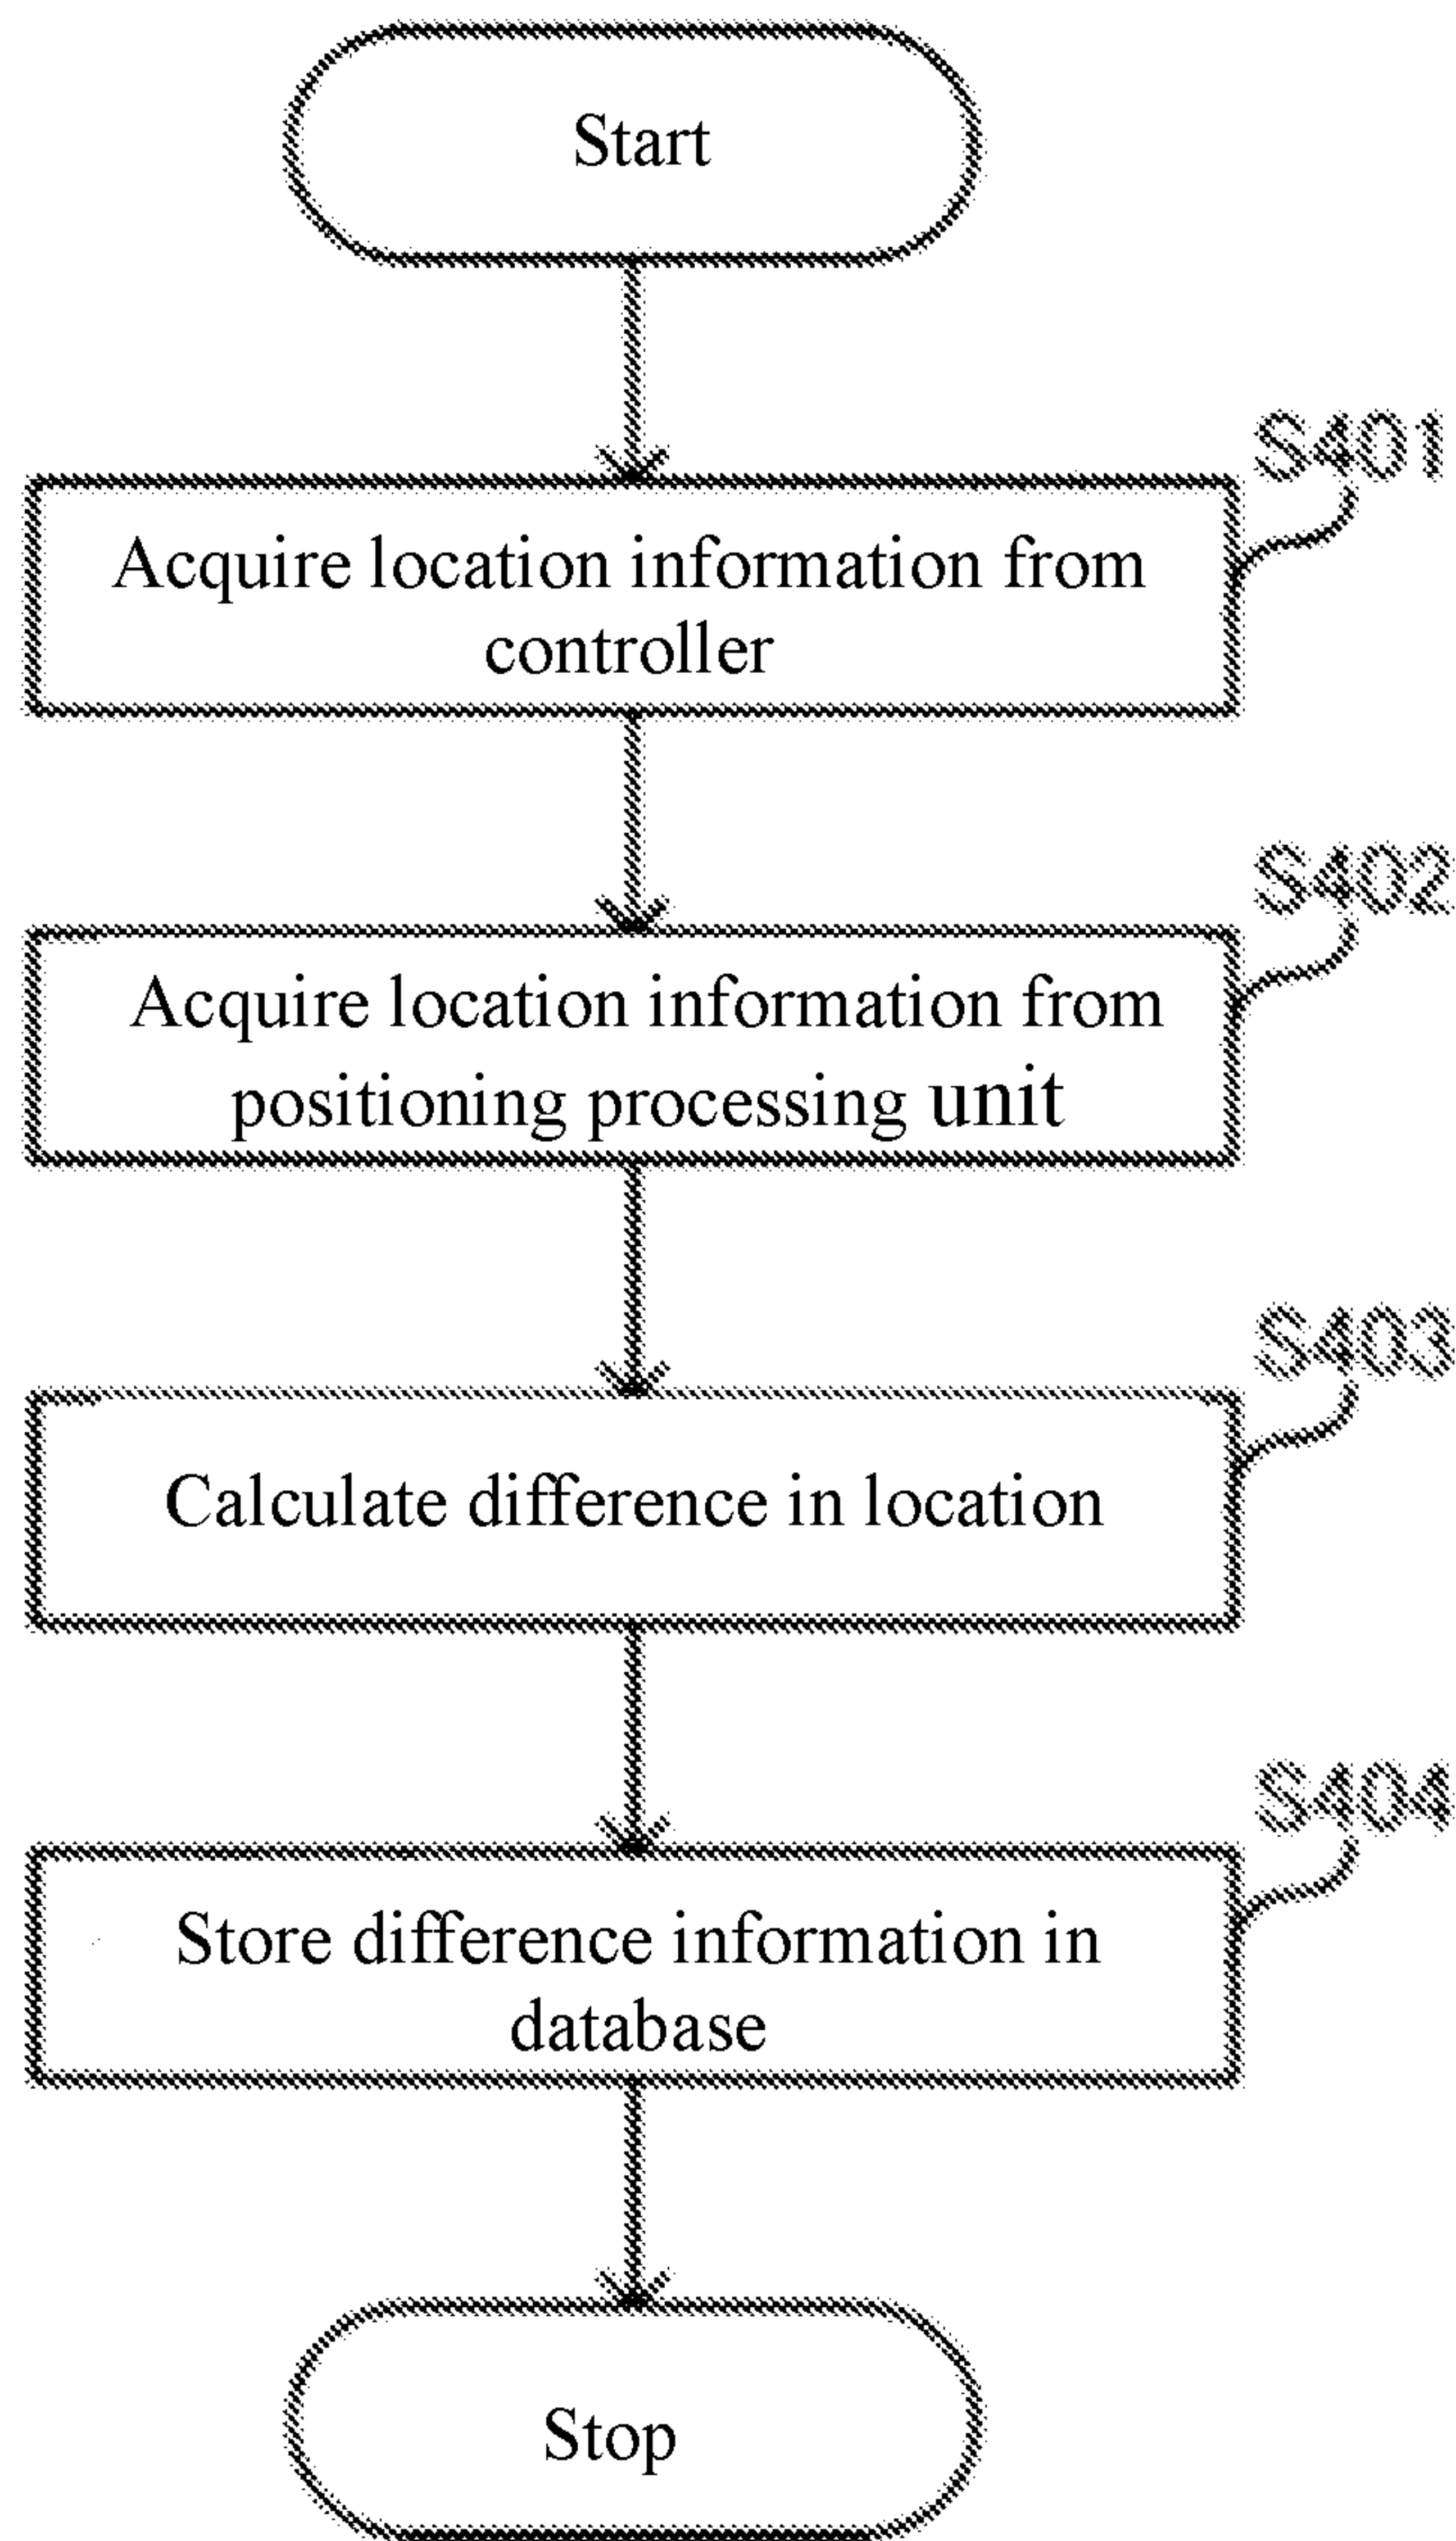 Start
S401
Acquire location information from
controller
S402
Acquire location information from
positioning processing unit
S403
Calculate difference in location
S404
Store difference information in
database
Stop